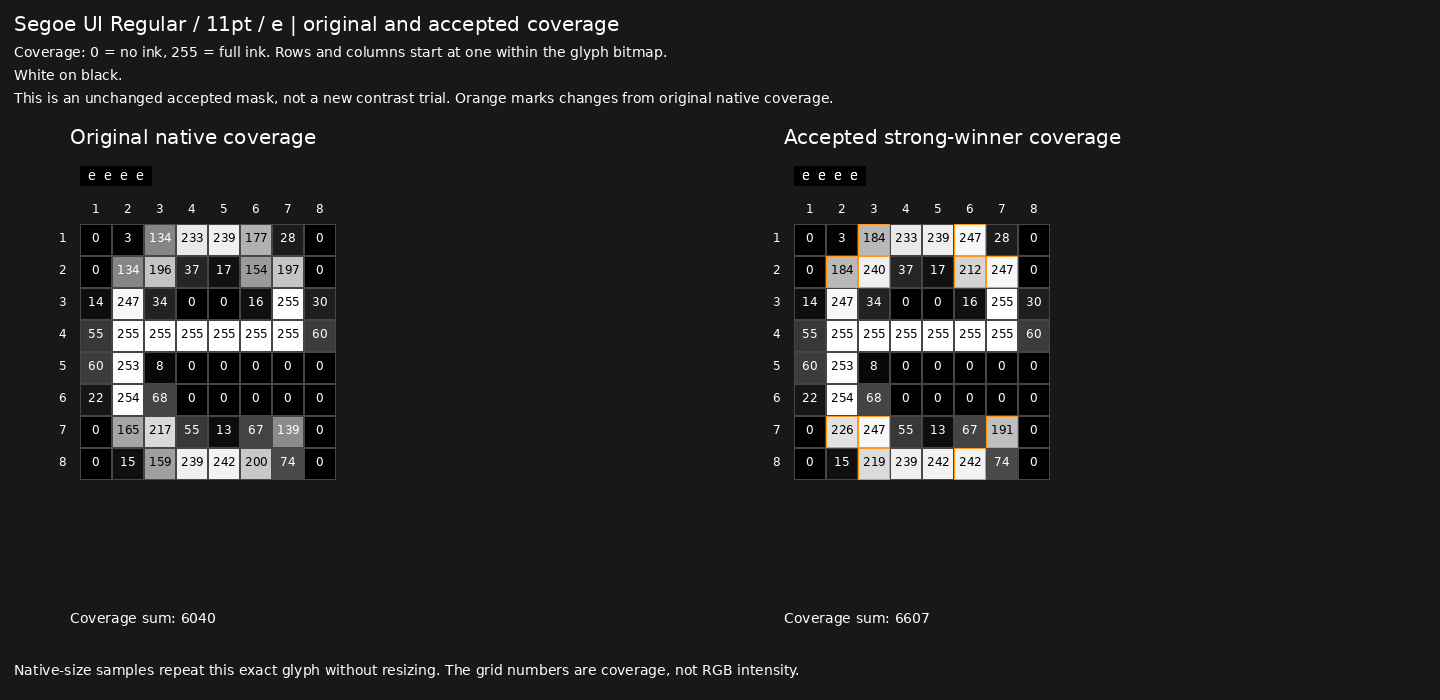 Segoe UI Regular / 11pt / e | original and accepted coverage
Coverage: 0 = no ink, 255 = full ink. Rows and columns start at one within the glyph bitmap.
White on black.
This is an unchanged accepted mask, not a new contrast trial. Orange marks changes from original native coverage.
Original native coverage
e e e e
1 2 3 4 5 6 7 8
1 0 3 134 233 239 177 28 0
2 0 134 196 37 17 154 197 0
3 14 247 34 0 0 16 255 30
4 55 255 255 255 255 255 255 60
5 60 253 8 0 0 0 0 0
6 22 254 68 0 0 0 0 0
7 0 165 217 55 13 67 139 0
8 0 15 159 239 242 200 74 0
Coverage sum: 6040
Accepted strong-winner coverage
e e e e
1 2 3 4 5 6 7 8
1 0 3 184 233 239 247 28 0
2 0 184 240 37 17 212 247 0
3 14 247 34 0 0 16 255 30
4 55 255 255 255 255 255 255 60
5 60 253 8 0 0 0 0 0
6 22 254 68 0 0 0 0 0
7 0 226 247 55 13 67 191 0
8 0 15 219 239 242 242 74 0
Coverage sum: 6607
Native-size samples repeat this exact glyph without resizing. The grid numbers are coverage, not RGB intensity.